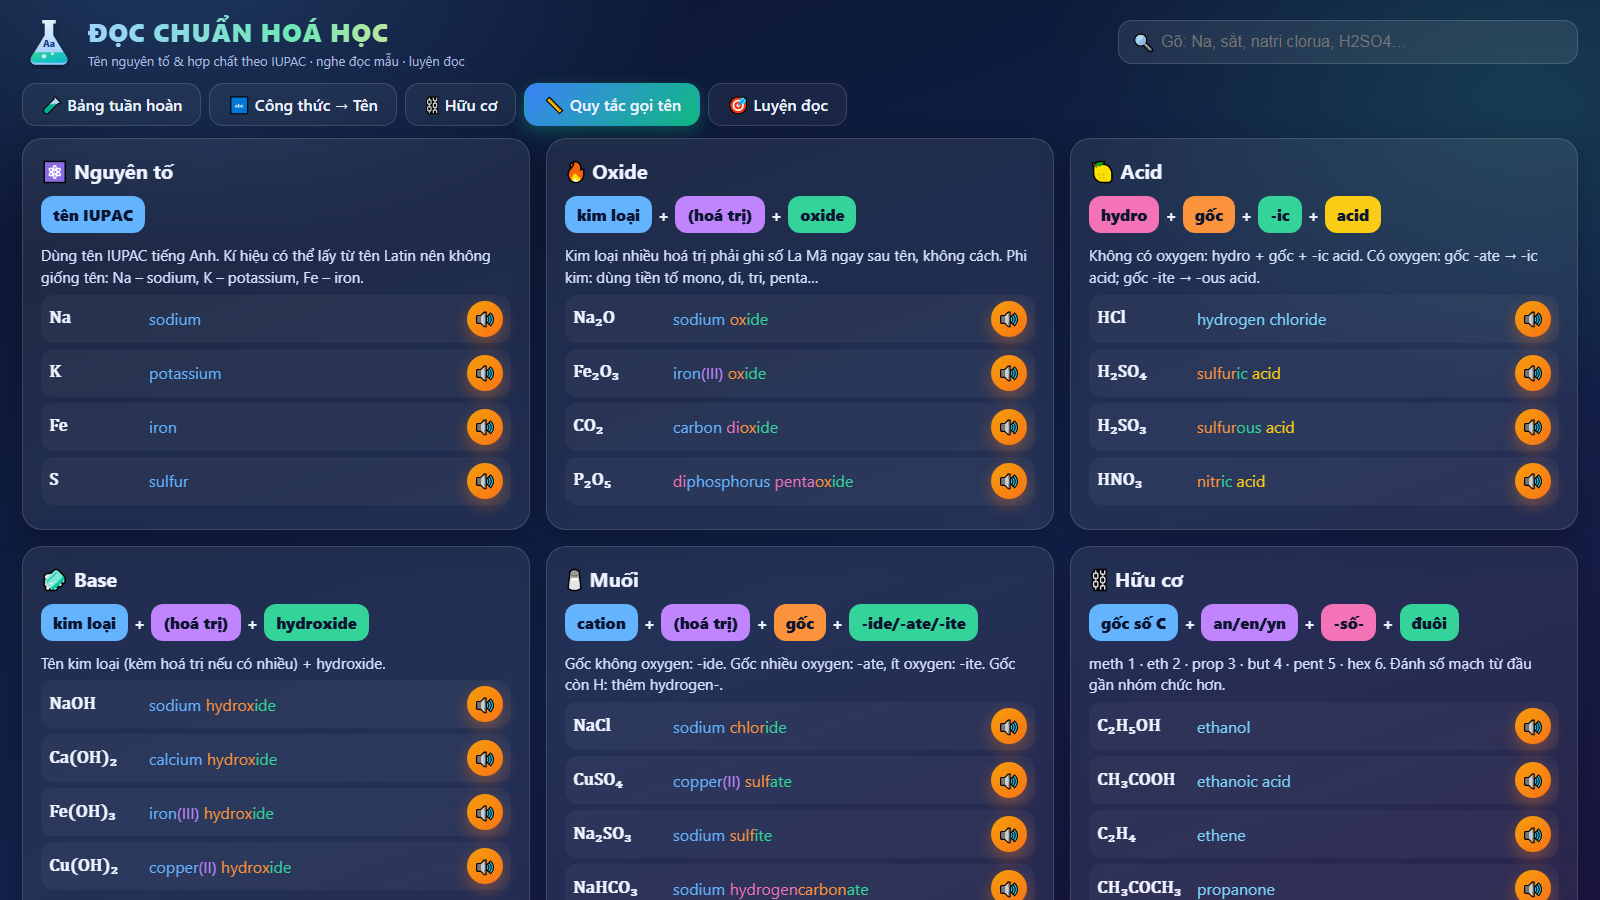 Aa
ĐỌC CHUẨN HOÁ HỌC
Tên nguyên tố & hợp chất theo IUPAC · nghe đọc mẫu · luyện đọc
Gõ: Na, sắt, natri clorua, H2SO4...
Bảng tuần hoàn
abc Công thức → Tên
Hữu cơ
Quy tắc gọi tên
Luyện đọc
Nguyên tố
tên IUPAC
Dùng tên IUPAC tiếng Anh. Kí hiệu có thể lấy từ tên Latin nên không
giống tên: Na – sodium, K – potassium, Fe – iron.
Na sodium
K potassium
Fe iron
S sulfur
Oxide
kim loại + (hoá trị) + oxide
Kim loại nhiều hoá trị phải ghi số La Mã ngay sau tên, không cách. Phi
kim: dùng tiền tố mono, di, tri, penta...
Na₂O sodium oxide
Fe₂O₃ iron(III) oxide
CO₂ carbon dioxide
P₂O₅ diphosphorus pentaoxide
Acid
hydro + gốc + -ic + acid
Không có oxygen: hydro + gốc + -ic acid. Có oxygen: gốc -ate → -ic
acid; gốc -ite → -ous acid.
HCl hydrogen chloride
H₂SO₄ sulfuric acid
H₂SO₃ sulfurous acid
HNO₃ nitric acid
Base
kim loại + (hoá trị) + hydroxide
Tên kim loại (kèm hoá trị nếu có nhiều) + hydroxide.
NaOH sodium hydroxide
Ca(OH)₂ calcium hydroxide
Fe(OH)₃ iron(III) hydroxide
Cu(OH)₂ copper(II) hydroxide
Muối
cation + (hoá trị) + gốc + -ide/-ate/-ite
Gốc không oxygen: -ide. Gốc nhiều oxygen: -ate, ít oxygen: -ite. Gốc
còn H: thêm hydrogen-.
NaCl sodium chloride
CuSO₄ copper(II) sulfate
Na₂SO₃ sodium sulfite
NaHCO₃ sodium hydrogencarbonate
Hữu cơ
gốc số C + an/en/yn + -số- + đuôi
meth 1 · eth 2 · prop 3 · but 4 · pent 5 · hex 6. Đánh số mạch từ đầu
gần nhóm chức hơn.
C₂H₅OH ethanol
CH₃COOH ethanoic acid
C₂H₄ ethene
CH₃COCH₃ propanone